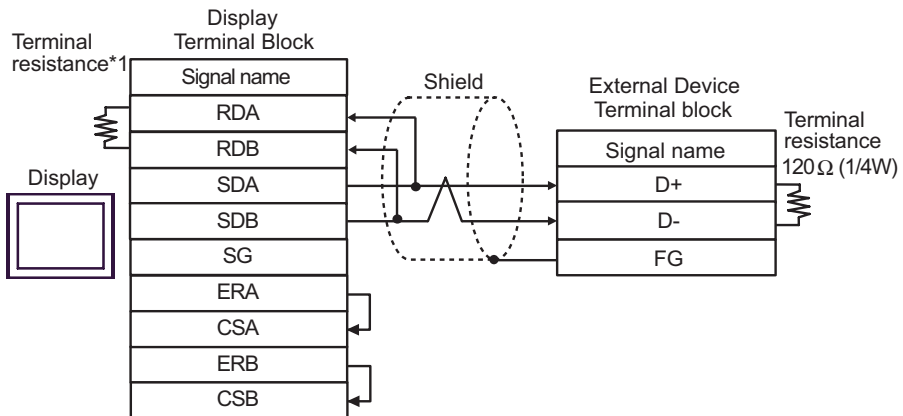 Display
Terminal Block
Terminal
resistance*1
Signal name
RDA
RDB
SDA
SDB
SG
ERA
CSA
ERB
CSB
Display
Shield
External Device
Terminal block
Signal name
D+
D-
FG
Terminal
resistance
120Ω (1/4W)